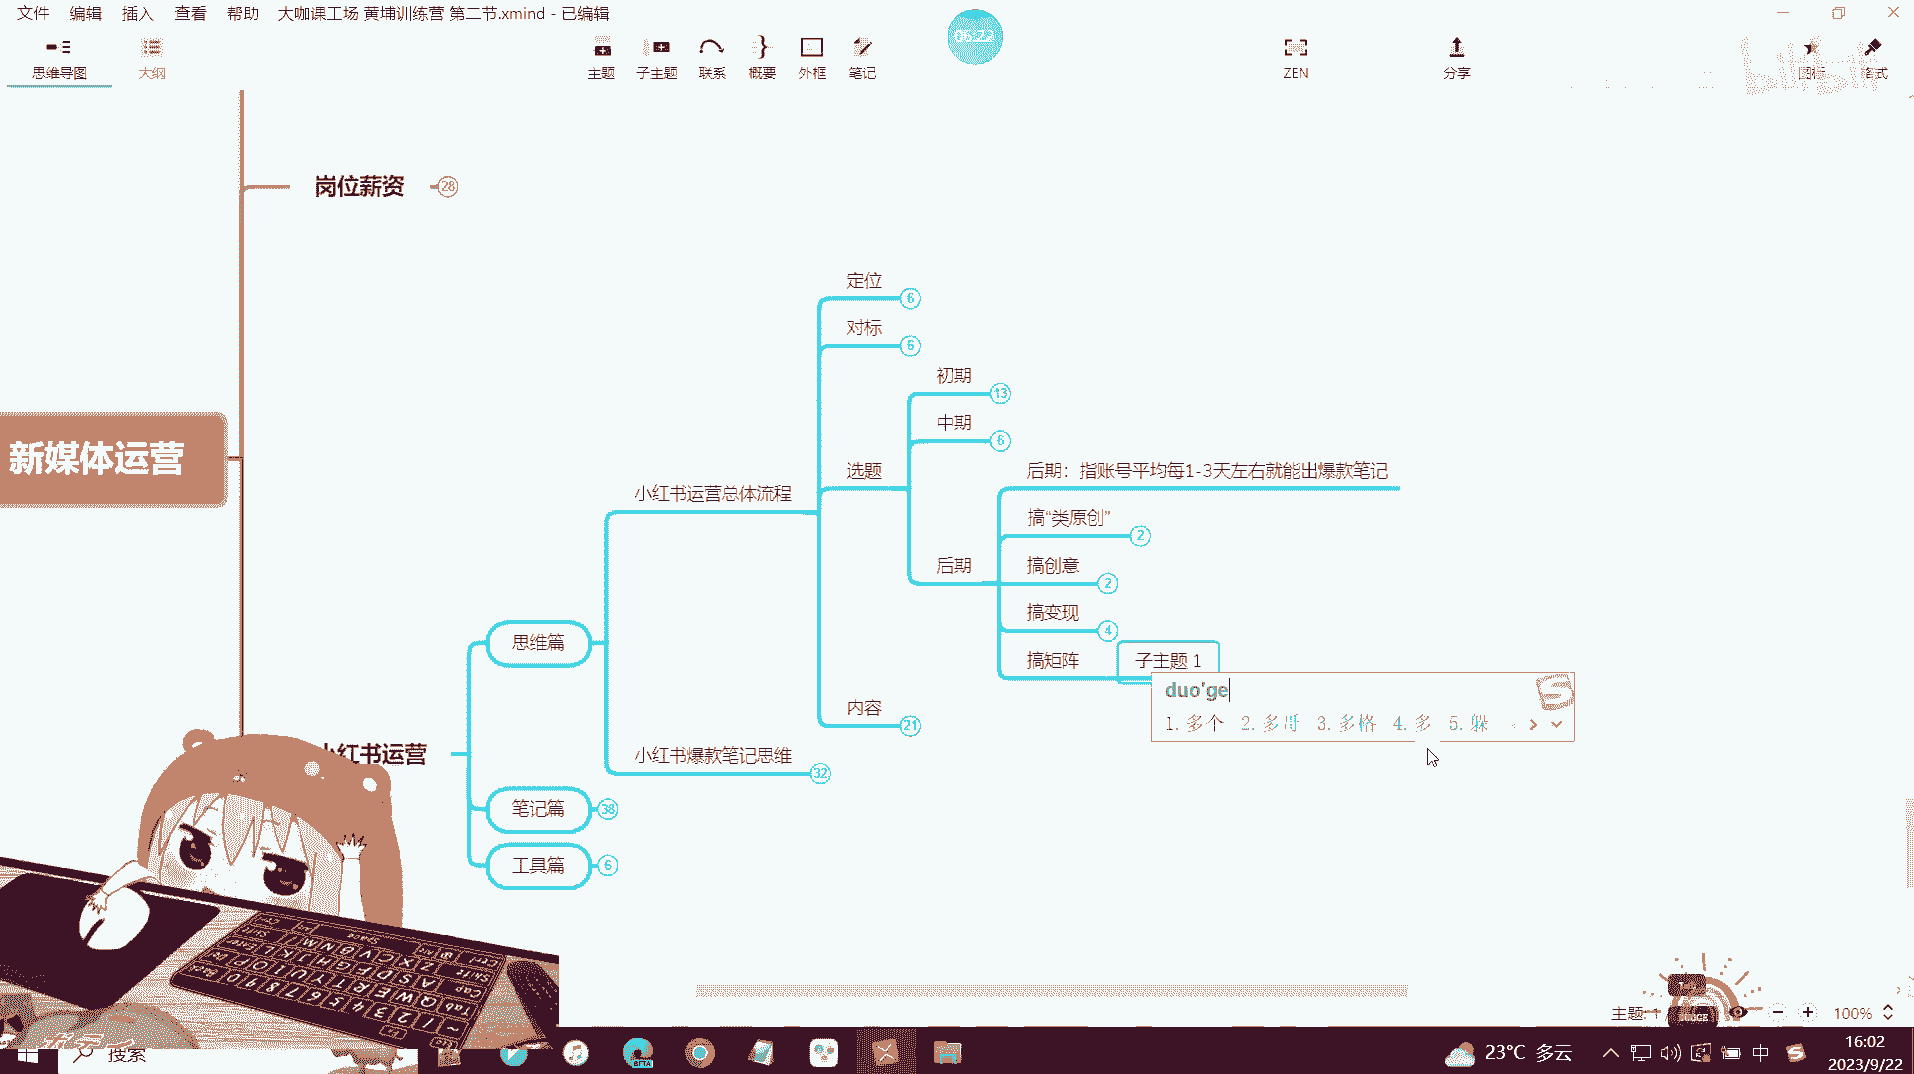 文件 编辑 插入 查看 帮助 大咖课工场 黄埔训练营 第二节.xmind - 已编辑
思维导图 大纲 主题 子主题 联系 概要 外框 笔记 ZEN 分享 图标 格式
岗位薪资 28
新媒体运营
小红书运营
思维篇
小红书运营总体流程
定位 6
对标 6
选题
初期 13
中期 6
后期
后期：指账号平均每1-3天左右就能出爆款笔记
搞“类原创” 2
搞创意 2
搞变现 4
搞矩阵
子主题 1
duo'ge
1.多个 2.多哥 3.多格 4.多 5.躲
内容 21
小红书爆款笔记思维 32
笔记篇 38
工具篇 6
主题: 1
100%
搜索
BETA
23°C 多云
中
16:02
2023/9/22